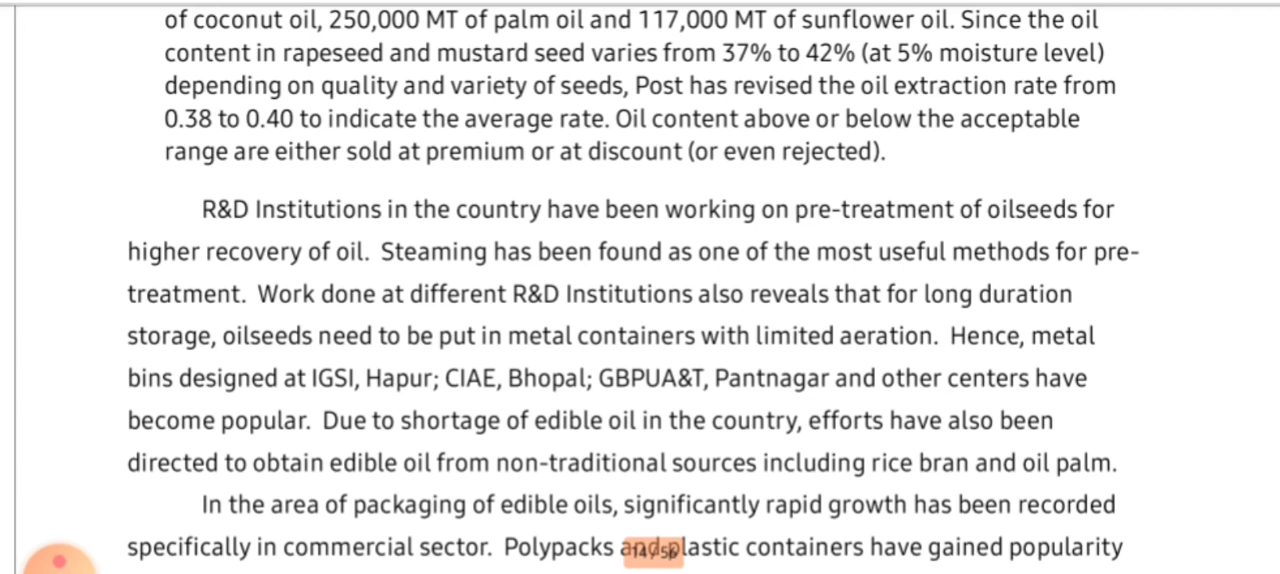 of coconut oil, 250,000 MT of palm oil and 117,000 MT of sunflower oil. Since the oil
content in rapeseed and mustard seed varies from 37% to 42% (at 5% moisture level)
depending on quality and variety of seeds, Post has revised the oil extraction rate from
0.38 to 0.40 to indicate the average rate. Oil content above or below the acceptable
range are either sold at premium or at discount (or even rejected).
R&D Institutions in the country have been working on pre-treatment of oilseeds for
higher recovery of oil.  Steaming has been found as one of the most useful methods for pre-
treatment.  Work done at different R&D Institutions also reveals that for long duration
storage, oilseeds need to be put in metal containers with limited aeration.  Hence, metal
bins designed at IGSI, Hapur; CIAE, Bhopal; GBPUA&T, Pantnagar and other centers have
become popular.  Due to shortage of edible oil in the country, efforts have also been
directed to obtain edible oil from non-traditional sources including rice bran and oil palm.
In the area of packaging of edible oils, significantly rapid growth has been recorded
specifically in commercial sector.  Polypacks and plastic containers have gained popularity
14 / 56